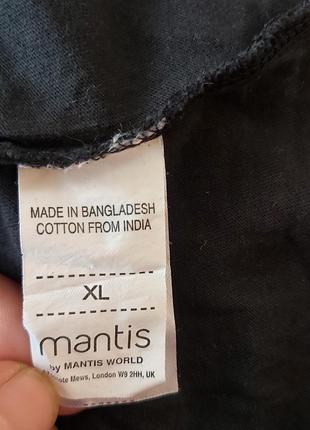 MADE IN BANGLADESH
COTTON FROM INDIA
XL
mantis
by MANTIS WORLD
Mews, London W9 2HH, UK